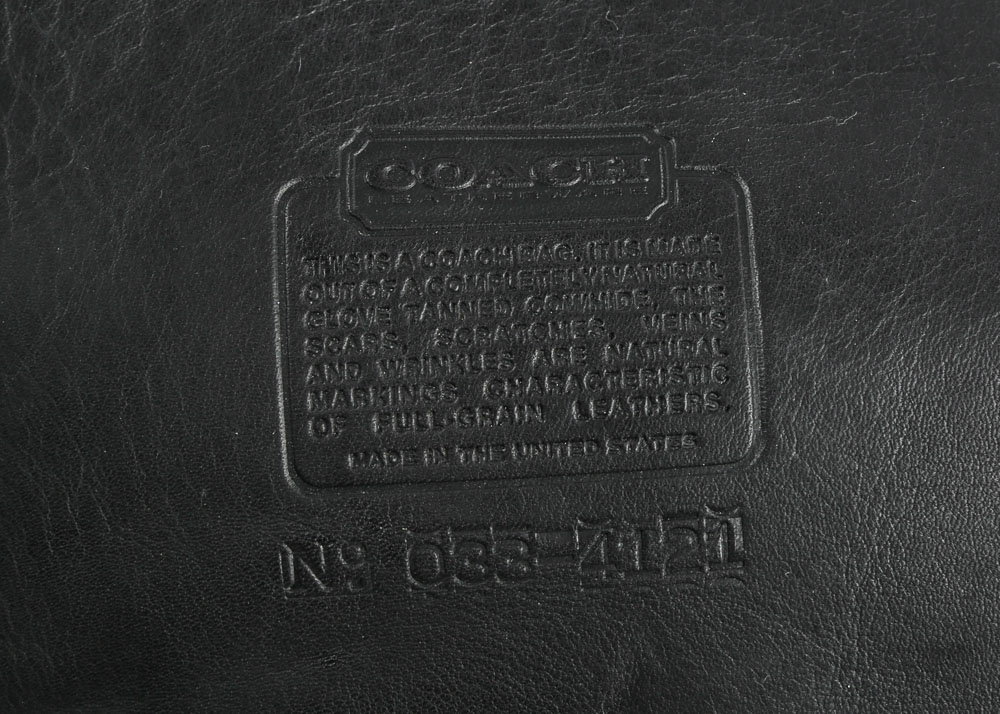 COACH
LEATHERWARE
THIS IS A COACH BAG. IT IS MADE
OUT OF A COMPLETELY NATURAL
GLOVE TANNED COWHIDE, THE
SCARS, SCRATCHES, VEINS
AND WRINKLES ARE NATURAL
MARKINGS CHARACTERISTIC
OF FULL-GRAIN LEATHERS.
MADE IN THE UNITED STATES
No 033-4121